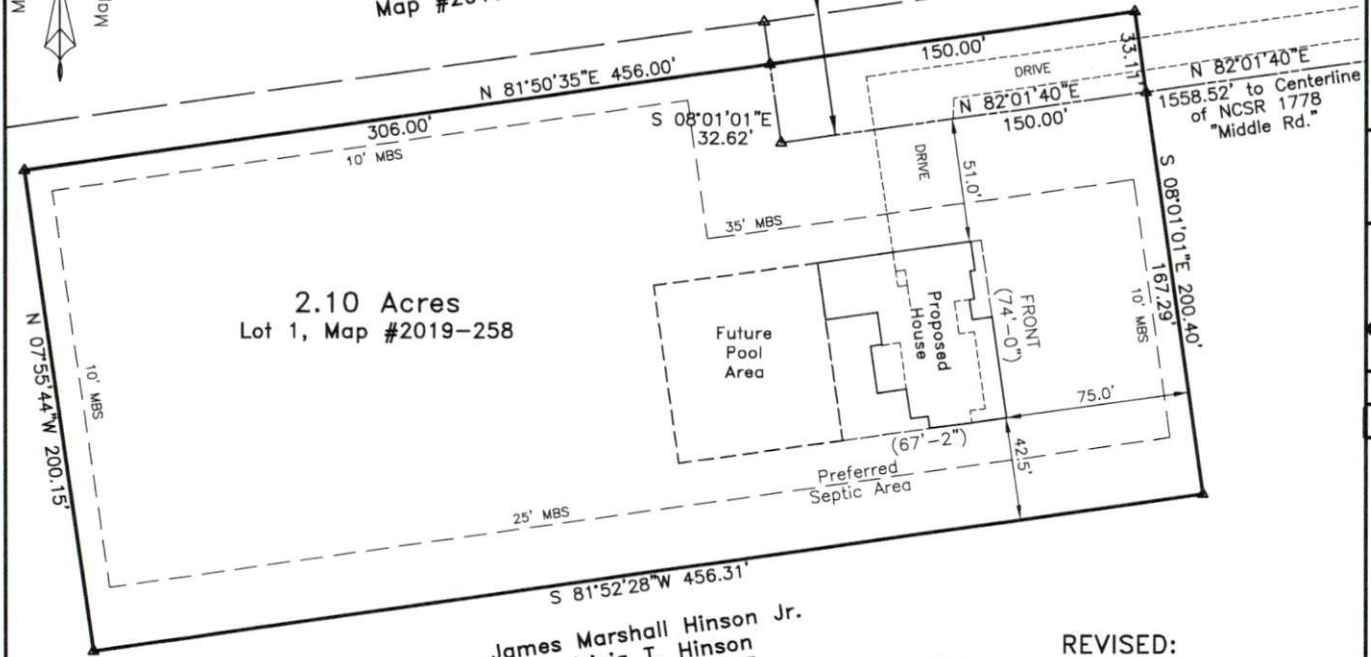 Map
N 81°50'35"E 456.00'
306.00'
10' MBS
150.00'
33.11'
DRIVE
N 82°01'40"E
150.00'
N 82°01'40"E
1558.52' to Centerline
of NCSR 1778
"Middle Rd."
S 08°01'01"E
32.62'
DRIVE
51.0'
35' MBS
S 08°01'01"E 200.40'
167.29'
10' MBS
2.10 Acres
Lot 1, Map #2019-258
Future
Pool
Area
Proposed
House
FRONT
(74'-0")
75.0'
N 07°55'44"W 200.15'
10' MBS
(67'-2")
42.5'
Preferred
Septic Area
25' MBS
S 81°52'28"W 456.31'
James Marshall Hinson Jr.
T. Hinson
REVISED: